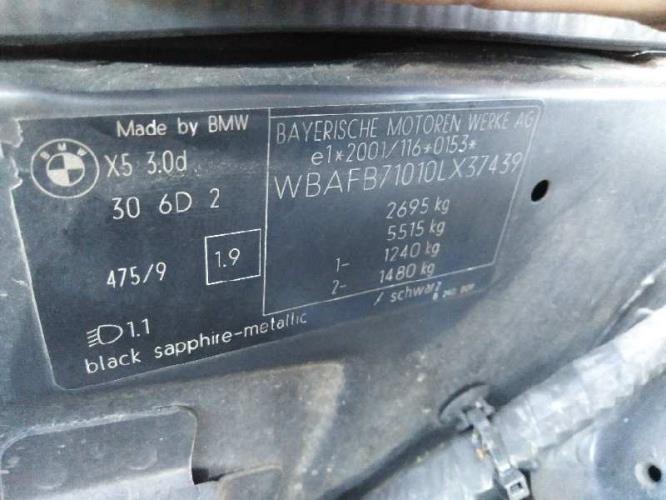 Made by BMW
BMW
X5 3.0d
30 6D 2
475/9
1.9
1.1
black sapphire-metallic
BAYERISCHE MOTOREN WERKE AG
e1*2001/116*0153*
WBAFB71010LX37439
2695 kg
5515 kg
1- 1240 kg
2- 1480 kg
/ schwarz